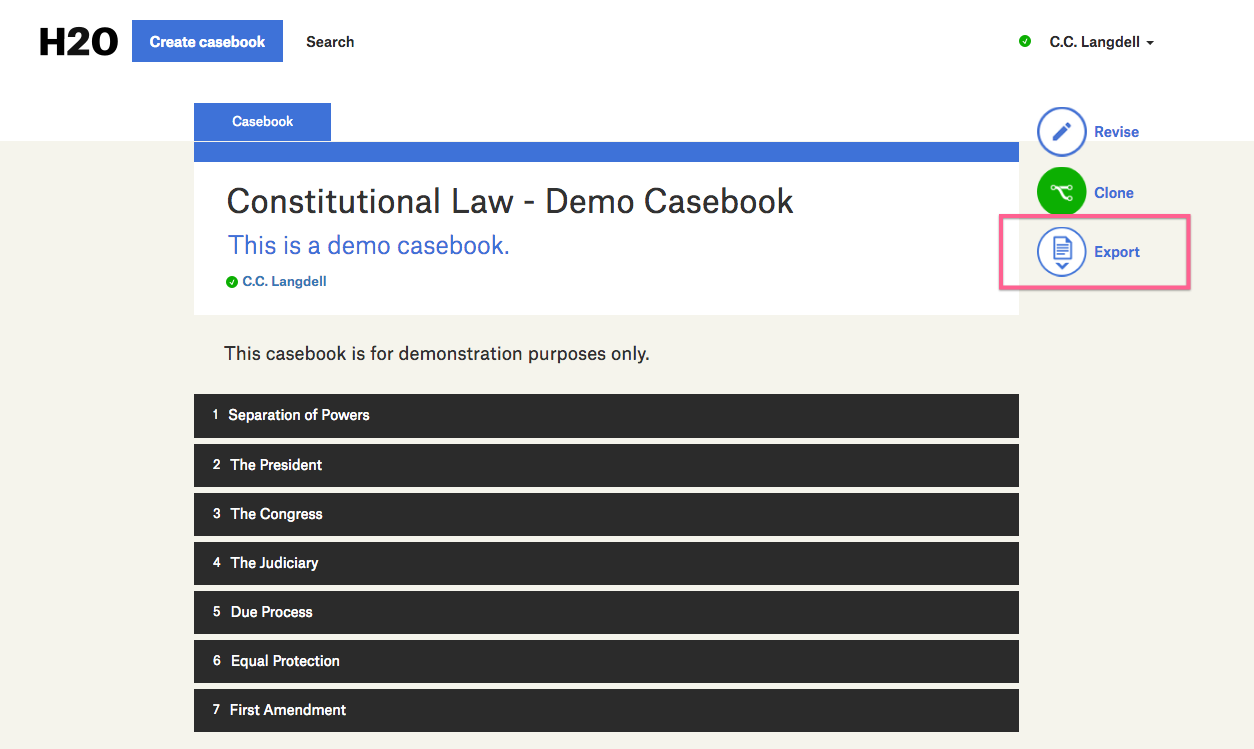 H2O
Create casebook
Search
C.C. Langdell
Casebook
Revise
Clone
Export
Constitutional Law - Demo Casebook
This is a demo casebook.
C.C. Langdell
This casebook is for demonstration purposes only.
1 Separation of Powers
2 The President
3 The Congress
4 The Judiciary
5 Due Process
6 Equal Protection
7 First Amendment